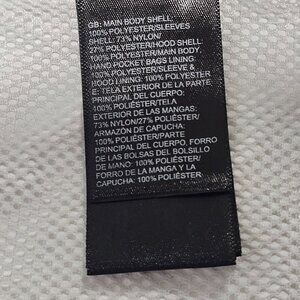 GB: MAIN BODY SHELL:
100% POLYESTER/SLEEVES
SHELL: 73% NYLON/
27% POLYESTER/HOOD SHELL:
100% POLYESTER/MAIN BODY,
HAND POCKET BAGS LINING:
100% POLYESTER/SLEEVE &
HOOD LINING: 100% POLYESTER
E: TELA EXTERIOR DE LA PARTE
PRINCIPAL DEL CUERPO:
100% POLIÉSTER/TELA
EXTERIOR DE LAS MANGAS:
73% NYLON/27% POLIÉSTER/
ARMAZÓN DE CAPUCHA:
100% POLIÉSTER/PARTE
PRINCIPAL DEL CUERPO, FORRO
DE LAS BOLSAS DEL BOLSILLO
DE MANO: 100% POLIÉSTER/
FORRO DE LA MANGA Y LA
CAPUCHA: 100% POLIÉSTER